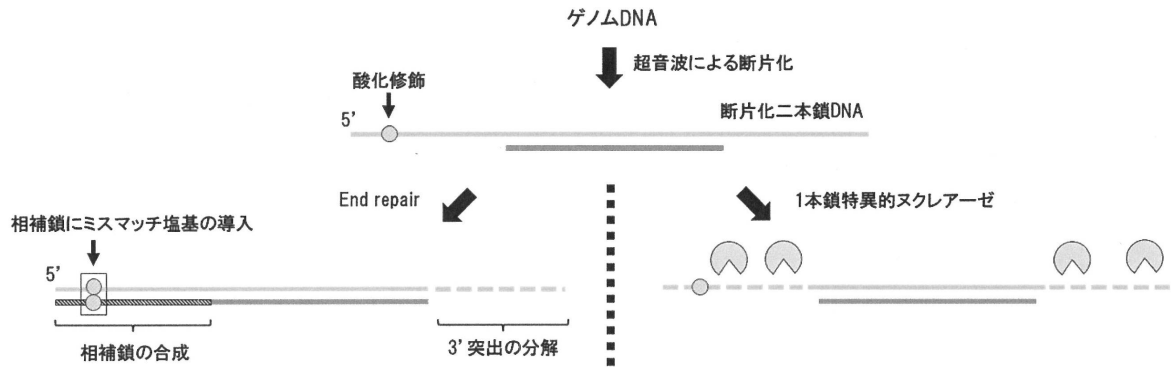 ゲノムDNA
超音波による断片化
酸化修飾
5’
断片化二本鎖DNA
End repair
1本鎖特異的ヌクレアーゼ
相補鎖にミスマッチ塩基の導入
5’
相補鎖の合成
3’突出の分解